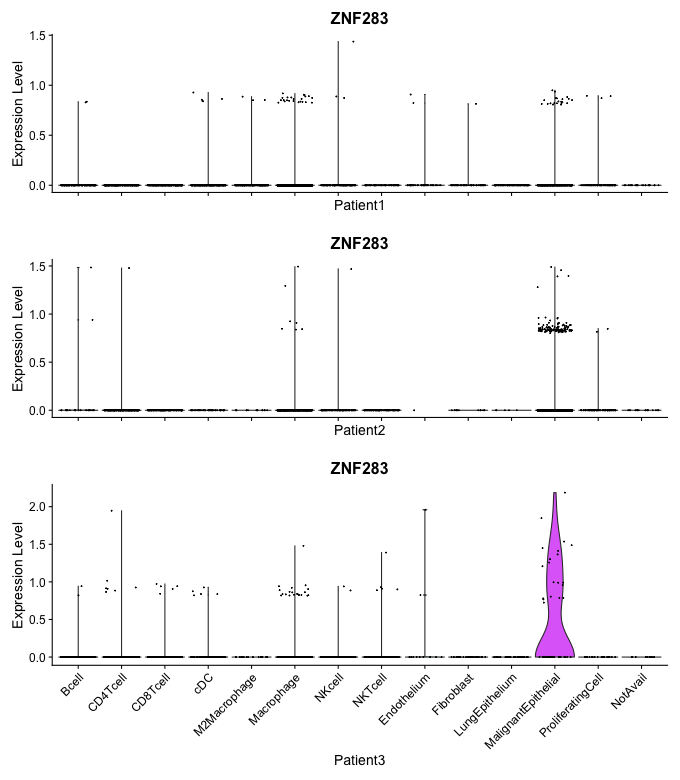 ZNF283
1.5
1.0
0.5
0.0
Expression Level
Patient1
ZNF283
1.5
1.0
0.5
0.0
Expression Level
Patient2
ZNF283
2.0
1.5
1.0
0.5
0.0
Expression Level
Bcell
CD4Tcell
CD8Tcell
cDC
M2Macrophage
Macrophage
NKcell
NKTcell
Endothelium
Fibroblast
LungEpithelium
MalignantEpithelial
ProliferatingCell
NotAvail
Patient3